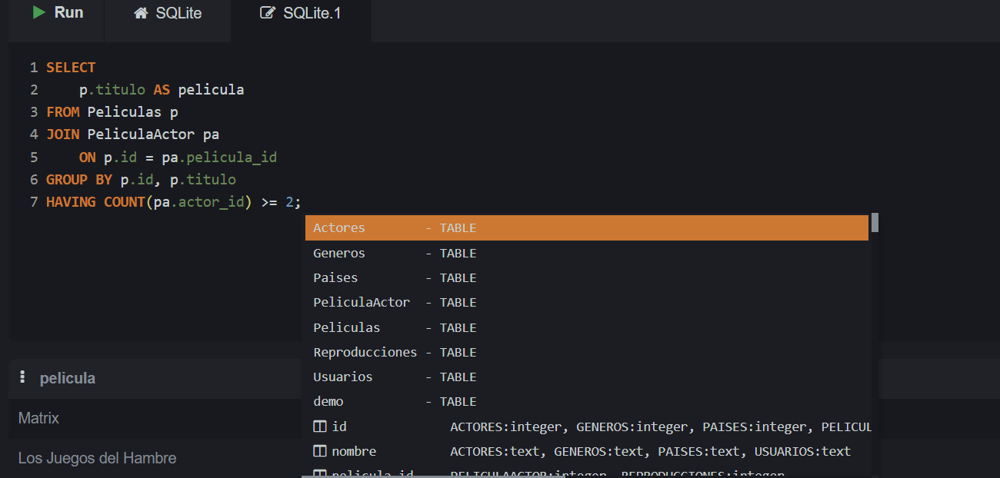 Run SQLite SQLite.1
1 SELECT
2 p.titulo AS pelicula
3 FROM Peliculas p
4 JOIN PeliculaActor pa
5 ON p.id = pa.pelicula_id
6 GROUP BY p.id, p.titulo
7 HAVING COUNT(pa.actor_id) >= 2;
Actores - TABLE
Generos - TABLE
Paises - TABLE
PeliculaActor - TABLE
Peliculas - TABLE
Reproducciones - TABLE
Usuarios - TABLE
demo - TABLE
id ACTORES:integer, GENEROS:integer, PAISES:integer, PELICUL
nombre ACTORES:text, GENEROS:text, PAISES:text, USUARIOS:text
pelicula_id PELICULAACTOR:integer, REPRODUCCIONES:integer
pelicula
Matrix
Los Juegos del Hambre